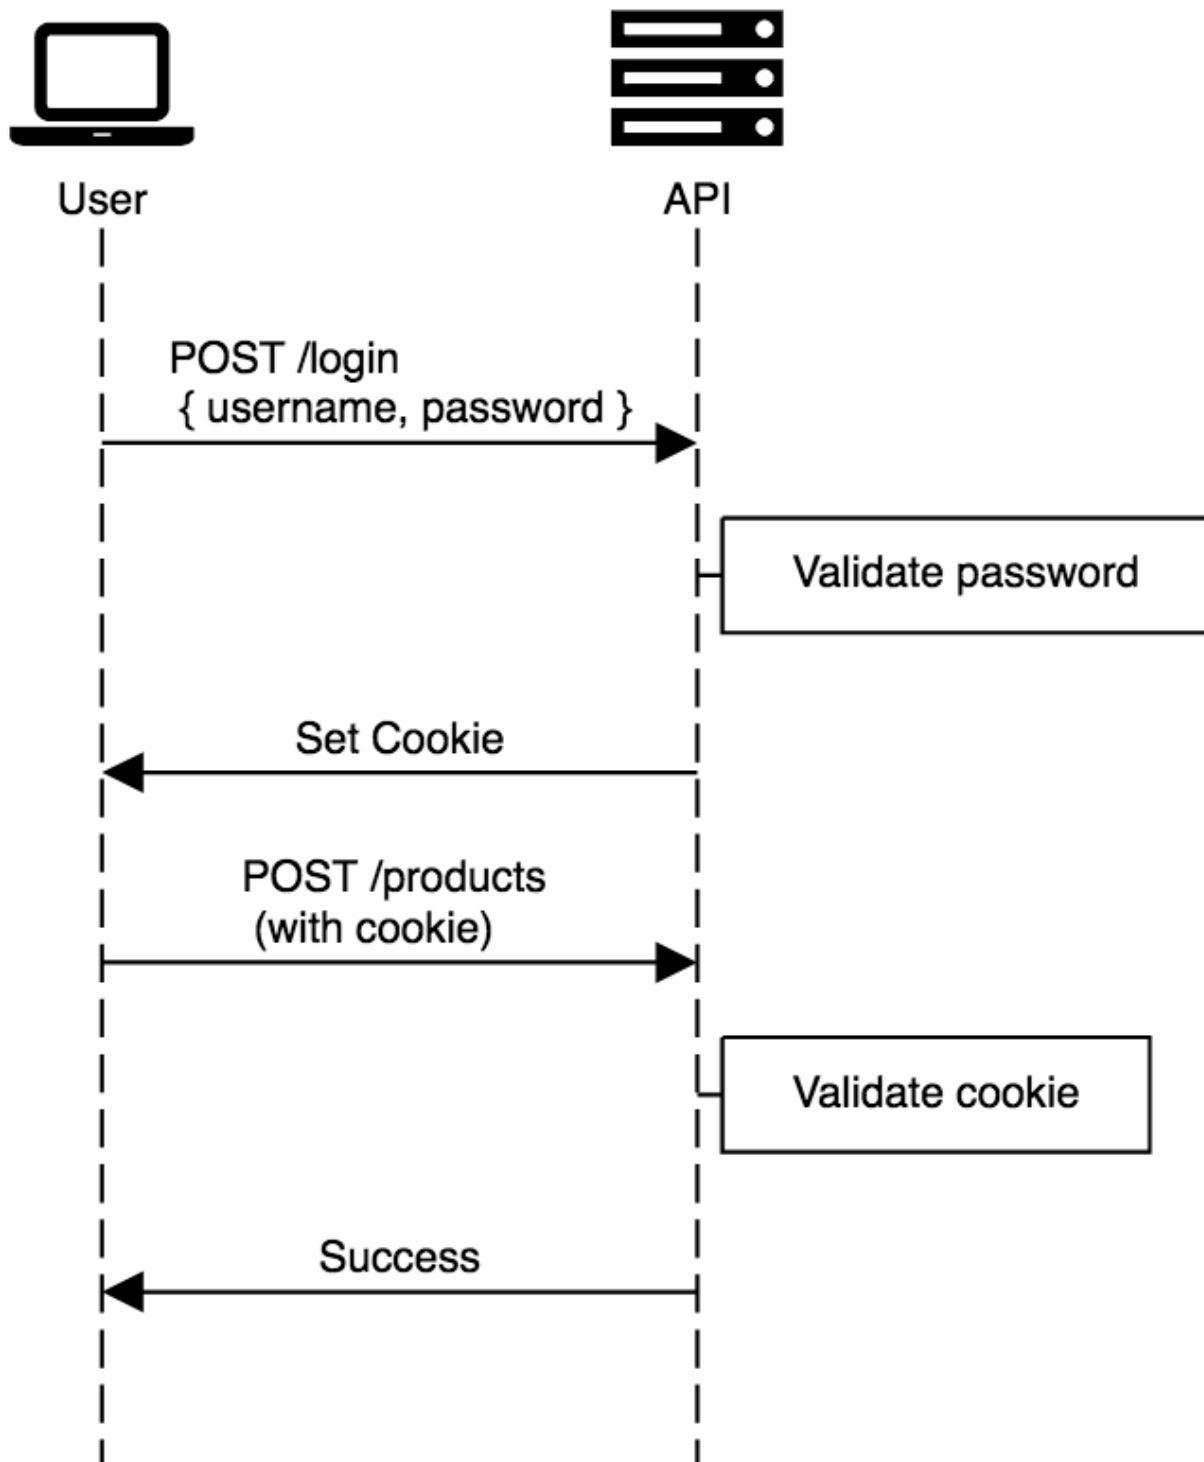 User
API
POST /login
{ username, password }
Validate password
Set Cookie
POST /products
(with cookie)
Validate cookie
Success